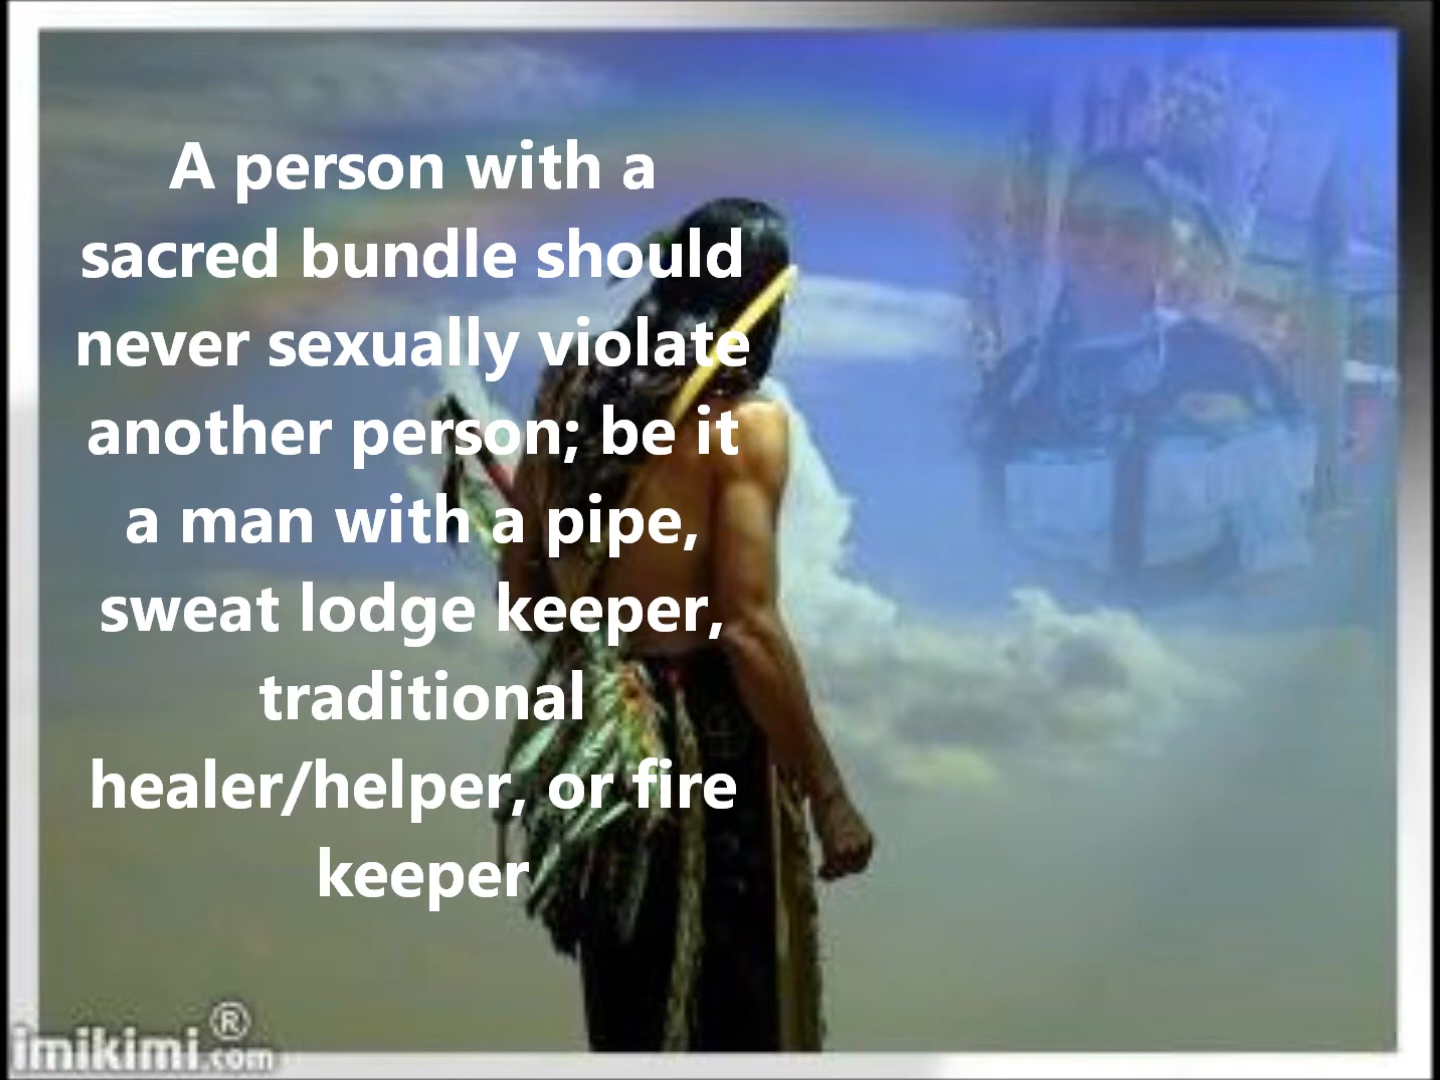 A person with a
sacred bundle should
never sexually violate
another person; be it
a man with a pipe,
sweat lodge keeper,
traditional
healer/helper, or fire
keeper
imikimi®.com